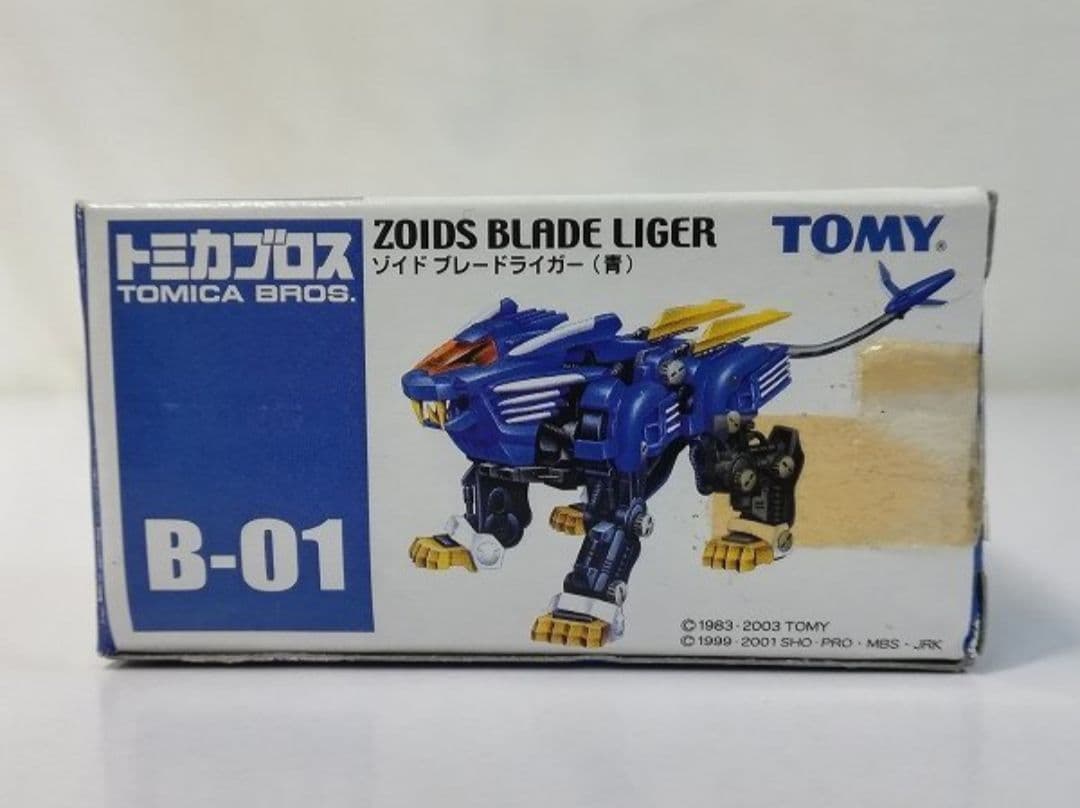 トミカブロス
TOMICA BROS.
B-01
ZOIDS BLADE LIGER
ゾイド ブレードライガー（青）
TOMY®
©1983・2003 TOMY
©1999・2001 SHO・PRO・MBS・JRK